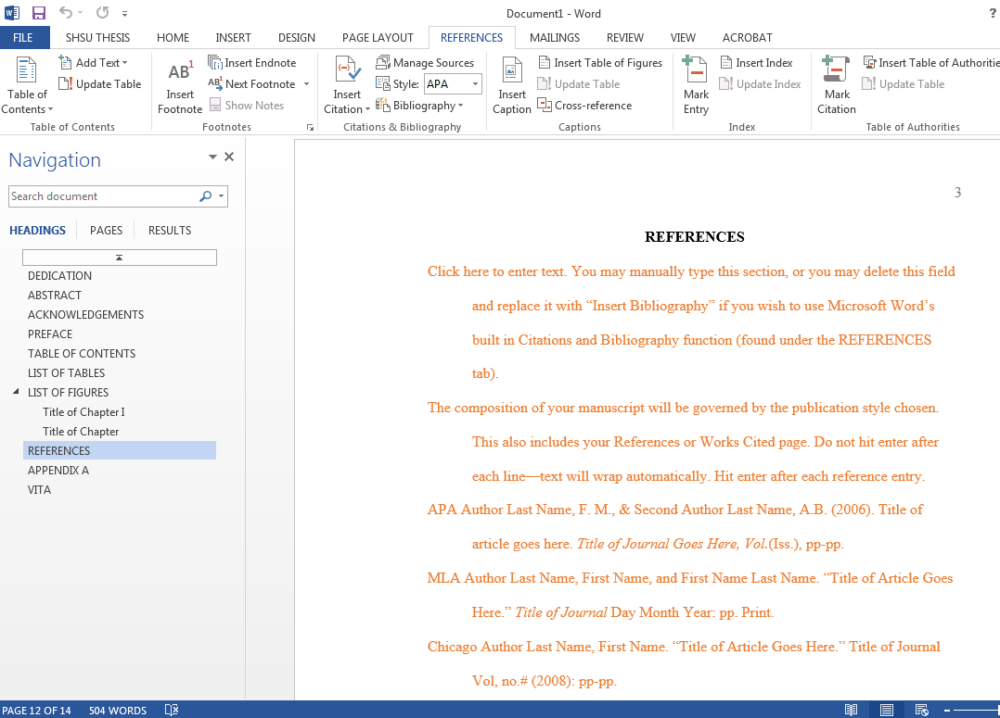 Document1 - Word
?
FILE SHSU THESIS HOME INSERT DESIGN PAGE LAYOUT REFERENCES MAILINGS REVIEW VIEW ACROBAT
Table of Contents
Add Text
Update Table
Table of Contents
AB1
Insert Footnote
Insert Endnote
AB1 Next Footnote
Show Notes
Footnotes
Insert Citation
Manage Sources
Style: APA
Bibliography
Citations & Bibliography
Insert Caption
Insert Table of Figures
Update Table
Cross-reference
Captions
Mark Entry
Insert Index
Update Index
Index
Mark Citation
Insert Table of Authoritie
Update Table
Table of Authorities
Navigation
Search document
HEADINGS PAGES RESULTS
DEDICATION
ABSTRACT
ACKNOWLEDGEMENTS
PREFACE
TABLE OF CONTENTS
LIST OF TABLES
LIST OF FIGURES
Title of Chapter I
Title of Chapter
REFERENCES
APPENDIX A
VITA
3
REFERENCES
Click here to enter text. You may manually type this section, or you may delete this field
and replace it with “Insert Bibliography” if you wish to use Microsoft Word’s
built in Citations and Bibliography function (found under the REFERENCES
tab).
The composition of your manuscript will be governed by the publication style chosen.
This also includes your References or Works Cited page. Do not hit enter after
each line—text will wrap automatically. Hit enter after each reference entry.
APA Author Last Name, F. M., & Second Author Last Name, A.B. (2006). Title of
article goes here. Title of Journal Goes Here, Vol.(Iss.), pp-pp.
MLA Author Last Name, First Name, and First Name Last Name. “Title of Article Goes
Here.” Title of Journal Day Month Year: pp. Print.
Chicago Author Last Name, First Name. “Title of Article Goes Here.” Title of Journal
Vol, no.# (2008): pp-pp.
PAGE 12 OF 14 504 WORDS